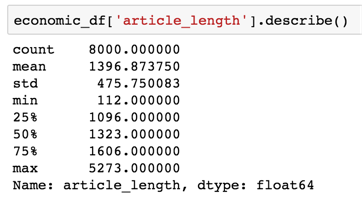 economic_df['article_length'].describe()
count    8000.000000
mean     1396.873750
std       475.750083
min       112.000000
25%      1096.000000
50%      1323.000000
75%      1606.000000
max      5273.000000
Name: article_length, dtype: float64